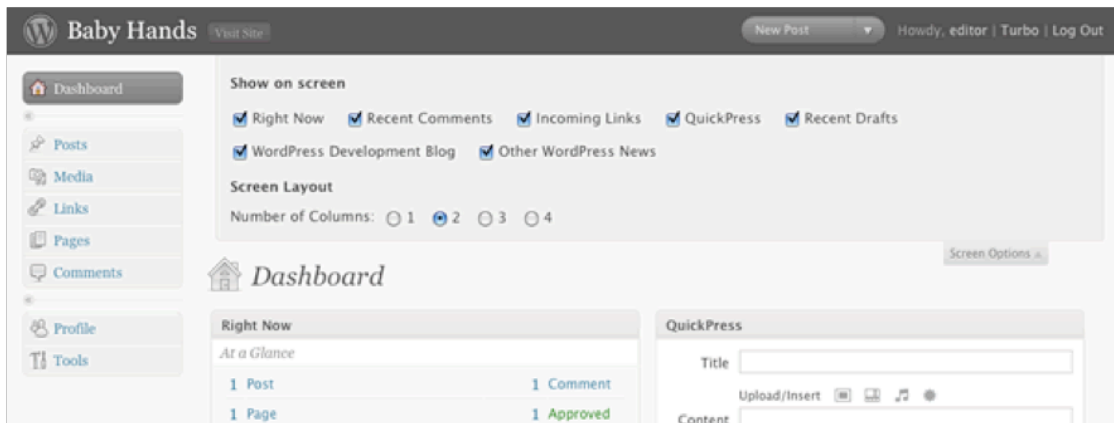 Baby Hands Visit Site New Post Howdy, editor | Turbo | Log Out
Dashboard
Posts
Media
Links
Pages
Comments
Profile
Tools
Show on screen
Right Now Recent Comments Incoming Links QuickPress Recent Drafts
WordPress Development Blog Other WordPress News
Screen Layout
Number of Columns: 1 2 3 4
Screen Options
Dashboard
Right Now
At a Glance
1 Post 1 Comment
1 Page 1 Approved
QuickPress
Title
Upload/Insert
Content